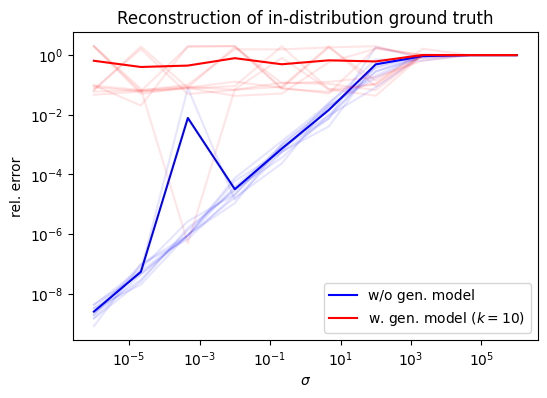 Reconstruction of in-distribution ground truth
rel. error
10^0
10^{-2}
10^{-4}
10^{-6}
10^{-8}
w/o gen. model
w. gen. model (k = 10)
10^{-5} 10^{-3} 10^{-1} 10^1 10^3 10^5
σ